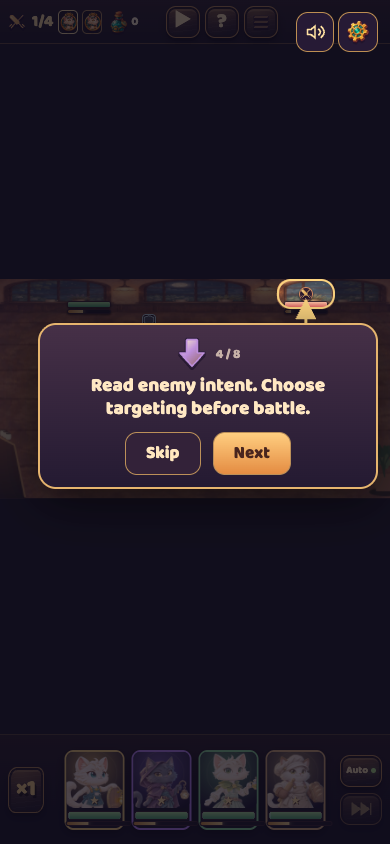 1/4
?
0
4/8
Read enemy intent. Choose
targeting before battle.
Skip
Next
x1
Auto